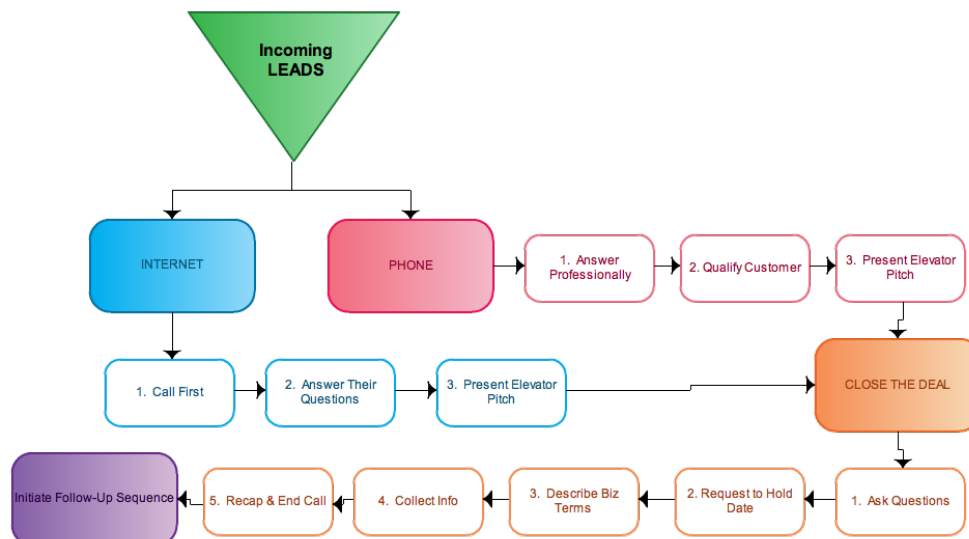 Incoming
LEADS
INTERNET
PHONE
1. Answer
Professionally
2. Qualify Customer
3. Present Elevator
Pitch
1. Call First
2. Answer Their
Questions
3. Present Elevator
Pitch
CLOSE THE DEAL
Initiate Follow-Up Sequence
5. Recap & End Call
4. Collect Info
3. Describe Biz
Terms
2. Request to Hold
Date
1. Ask Questions